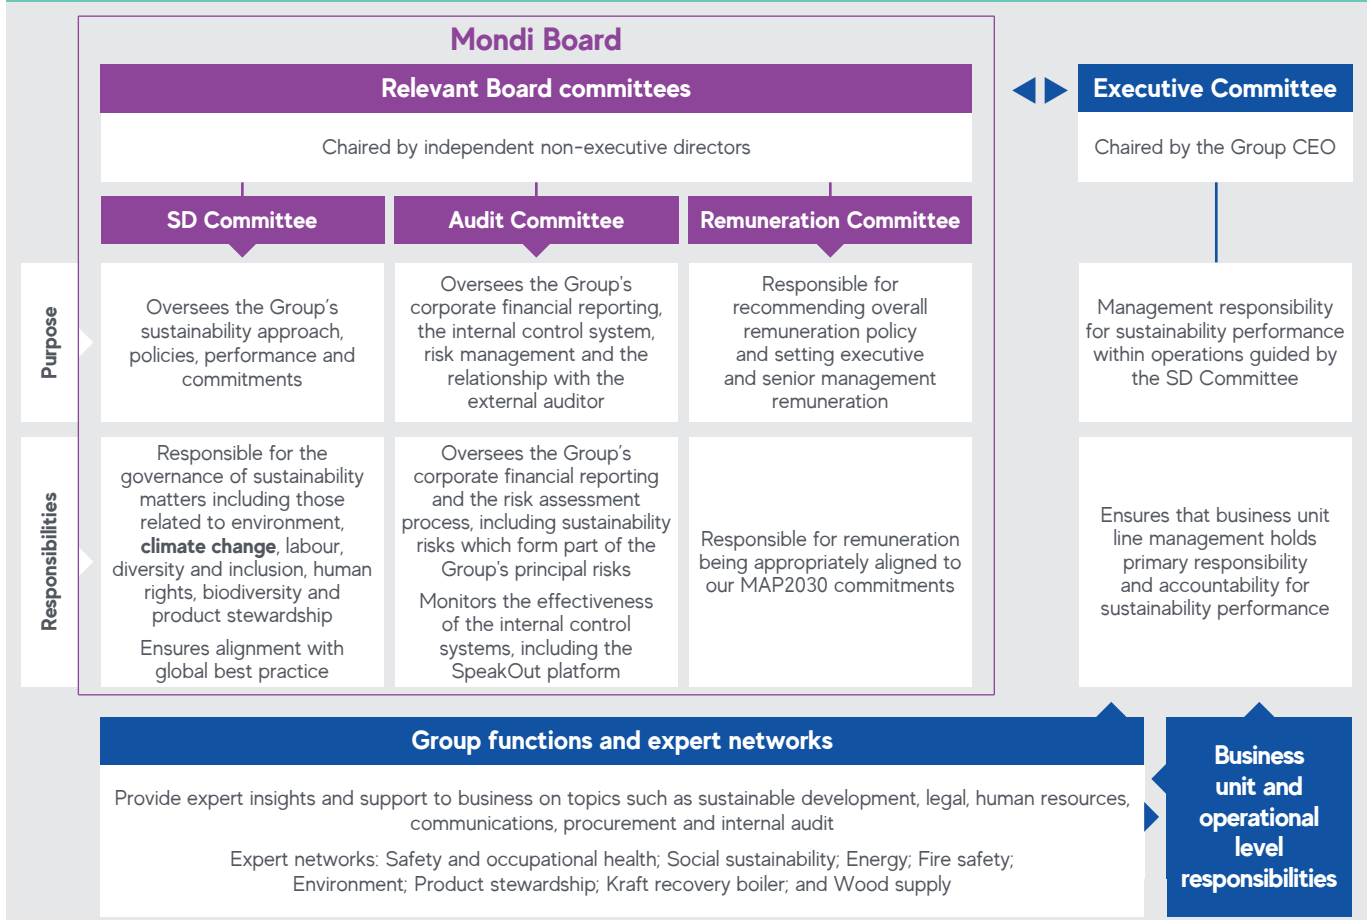 Mondi Board
Relevant Board committees
Chaired by independent non-executive directors
Executive Committee
Chaired by the Group CEO
SD Committee
Audit Committee
Remuneration Committee
Purpose
Oversees the Group’s
sustainability approach,
policies, performance and
commitments
Oversees the Group's
corporate financial reporting,
the internal control system,
risk management and the
relationship with the
external auditor
Responsible for
recommending overall
remuneration policy
and setting executive
and senior management
remuneration
Management responsibility
for sustainability performance
within operations guided by
the SD Committee
Responsibilities
Responsible for the
governance of sustainability
matters including those
related to environment,
climate change, labour,
diversity and inclusion, human
rights, biodiversity and
product stewardship
Ensures alignment with
global best practice
Oversees the Group’s
corporate financial reporting
and the risk assessment
process, including sustainability
risks which form part of the
Group's principal risks
Monitors the effectiveness
of the internal control
systems, including the
SpeakOut platform
Responsible for remuneration
being appropriately aligned to
our MAP2030 commitments
Ensures that business unit
line management holds
primary responsibility
and accountability for
sustainability performance
Group functions and expert networks
Provide expert insights and support to business on topics such as sustainable development, legal, human resources,
communications, procurement and internal audit
Expert networks: Safety and occupational health; Social sustainability; Energy; Fire safety;
Environment; Product stewardship; Kraft recovery boiler; and Wood supply
Business
unit and
operational
level
responsibilities